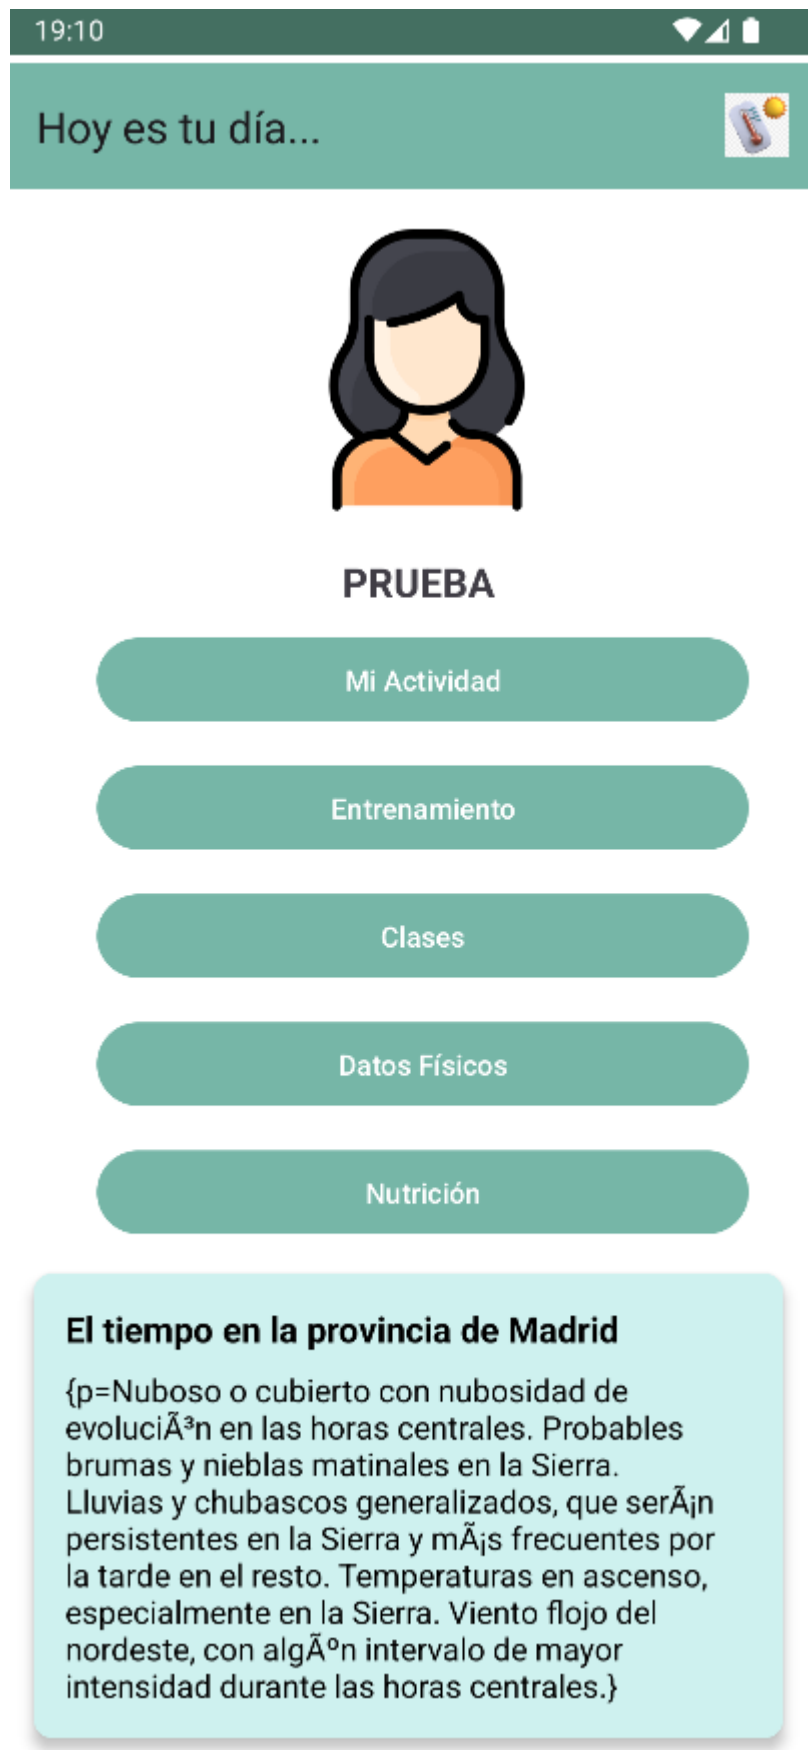 19:10
Hoy es tu día...
PRUEBA
Mi Actividad
Entrenamiento
Clases
Datos Físicos
Nutrición
El tiempo en la provincia de Madrid
{p=Nuboso o cubierto con nubosidad de
evoluciÃ³n en las horas centrales. Probables
brumas y nieblas matinales en la Sierra.
Lluvias y chubascos generalizados, que serÃ¡n
persistentes en la Sierra y mÃ¡s frecuentes por
la tarde en el resto. Temperaturas en ascenso,
especialmente en la Sierra. Viento flojo del
nordeste, con algÃºn intervalo de mayor
intensidad durante las horas centrales.}